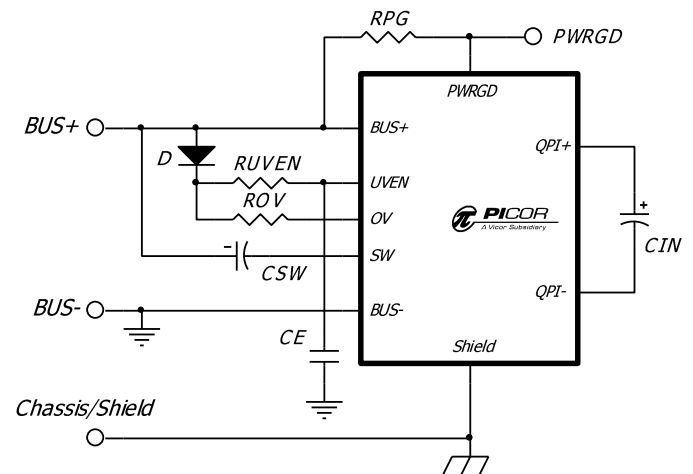 RPG
PWRGD
PWRGD
BUS+
BUS+
D
RUVEN
UVEN
ROV
OV
QPI+
PICOR
A Vicor Subsidiary
+
CIN
-
CSW
SW
BUS-
BUS-
QPI-
CE
Shield
Chassis/Shield